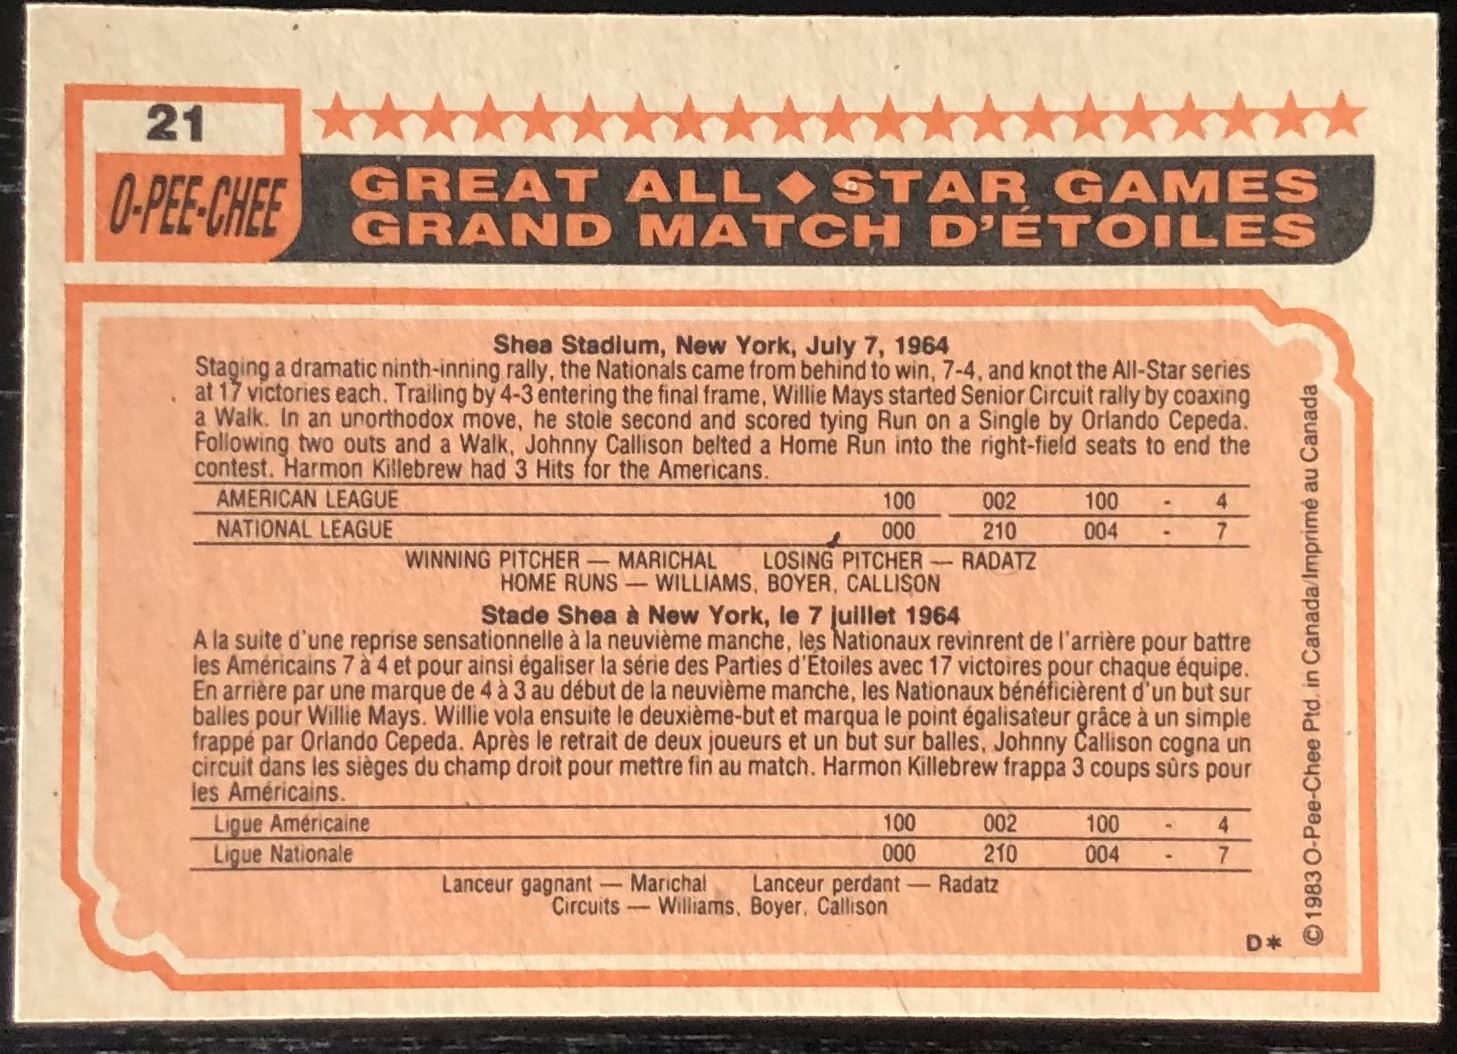 21
O-PEE-CHEE
GREAT ALL◆STAR GAMES
GRAND MATCH D'ÉTOILES
Shea Stadium, New York, July 7, 1964
Staging a dramatic ninth-inning rally, the Nationals came from behind to win, 7-4, and knot the All-Star series
at 17 victories each. Trailing by 4-3 entering the final frame, Willie Mays started Senior Circuit rally by coaxing
a Walk. In an unorthodox move, he stole second and scored tying Run on a Single by Orlando Cepeda.
Following two outs and a Walk, Johnny Callison belted a Home Run into the right-field seats to end the
contest. Harmon Killebrew had 3 Hits for the Americans.
AMERICAN LEAGUE 100 002 100 - 4
NATIONAL LEAGUE 000 210 004 - 7
WINNING PITCHER — MARICHAL LOSING PITCHER — RADATZ
HOME RUNS — WILLIAMS, BOYER, CALLISON
Stade Shea à New York, le 7 juillet 1964
A la suite d'une reprise sensationnelle à la neuvième manche, les Nationaux revinrent de l'arrière pour battre
les Américains 7 à 4 et pour ainsi égaliser la série des Parties d'Étoiles avec 17 victoires pour chaque équipe.
En arrière par une marque de 4 à 3 au début de la neuvième manche, les Nationaux bénéficièrent d'un but sur
balles pour Willie Mays. Willie vola ensuite le deuxième-but et marqua le point égalisateur grâce à un simple
frappé par Orlando Cepeda. Après le retrait de deux joueurs et un but sur balles, Johnny Callison cogna un
circuit dans les sièges du champ droit pour mettre fin au match. Harmon Killebrew frappa 3 coups sûrs pour
les Américains.
Ligue Américaine 100 002 100 - 4
Ligue Nationale 000 210 004 - 7
Lanceur gagnant — Marichal Lanceur perdant — Radatz
Circuits — Williams, Boyer, Callison
D*
© 1983 O-Pee-Chee Ptd. in Canada/Imprimé au Canada